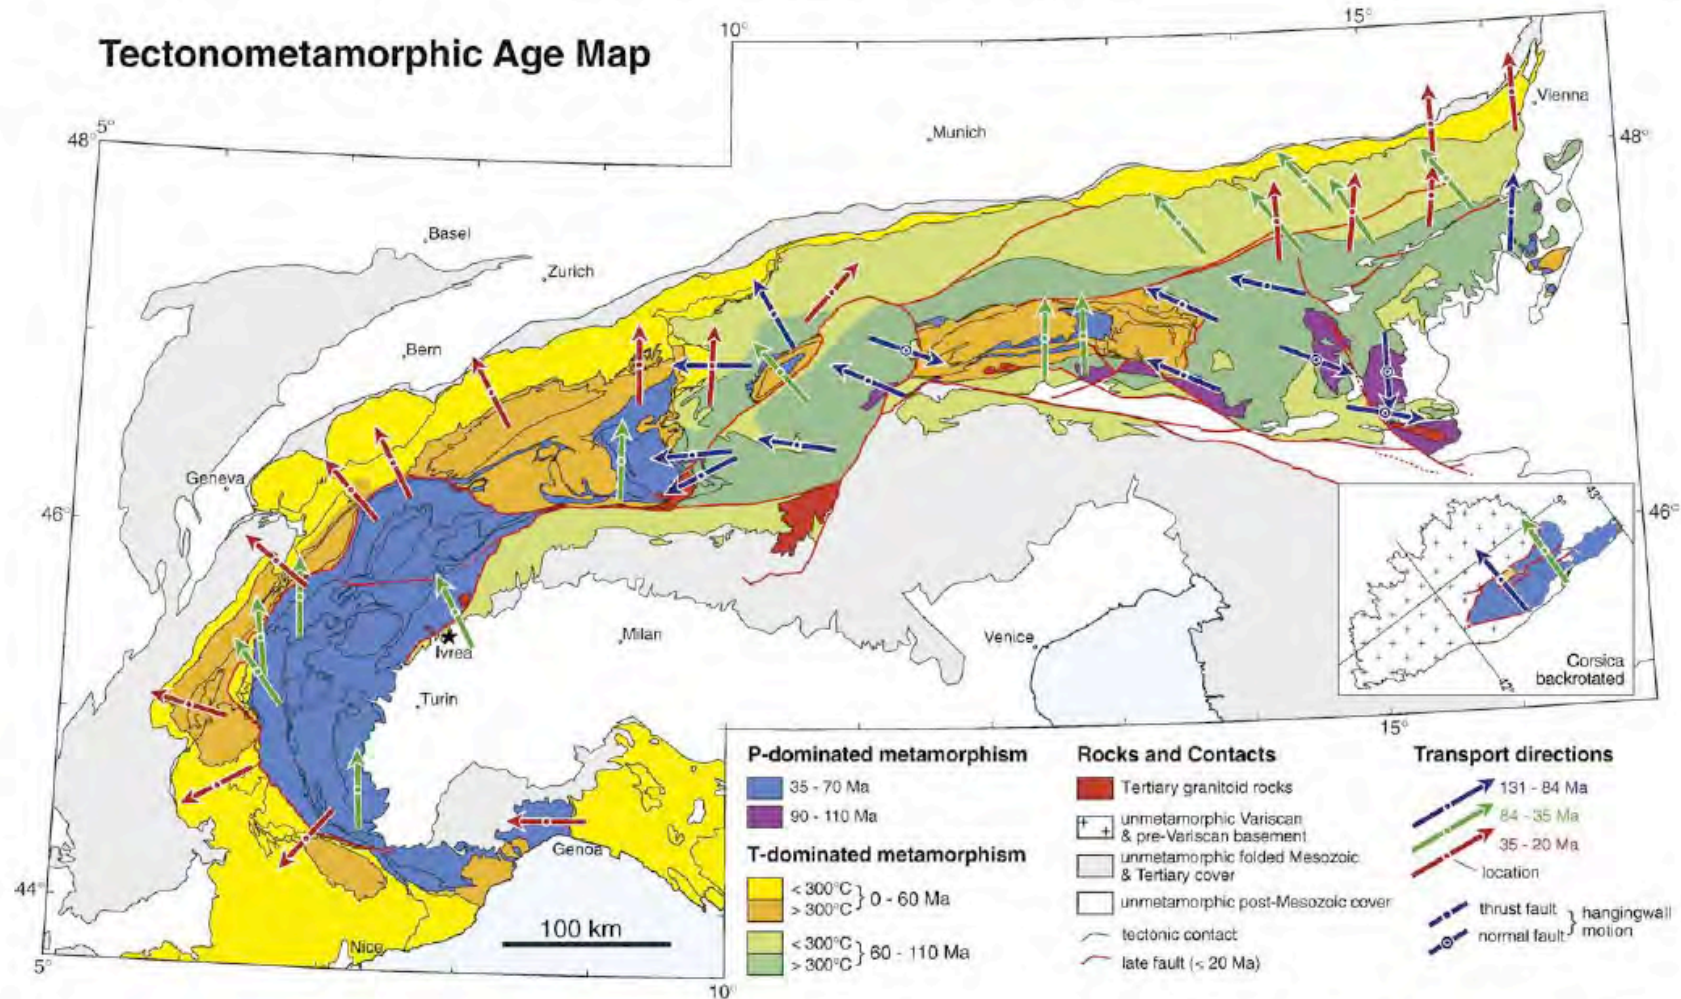 Tectonometamorphic Age Map
10°
15°
48°
5°
48°
Vienna
Munich
Basel
Zurich
Bern
Geneva
46°
46°
9°
43°
42°
Corsica
backrotated
Ivrea
Milan
Venice
Turin
Genoa
44°
Nice
100 km
5°
10°
15°
P-dominated metamorphism
35 - 70 Ma
90 - 110 Ma
T-dominated metamorphism
< 300°C
> 300°C
0 - 60 Ma
< 300°C
> 300°C
60 - 110 Ma
Rocks and Contacts
Tertiary granitoid rocks
unmetamorphic Variscan
& pre-Variscan basement
unmetamorphic folded Mesozoic
& Tertiary cover
unmetamorphic post-Mesozoic cover
tectonic contact
late fault (< 20 Ma)
Transport directions
131 - 84 Ma
84 - 35 Ma
35 - 20 Ma
location
thrust fault
normal fault
hangingwall
motion